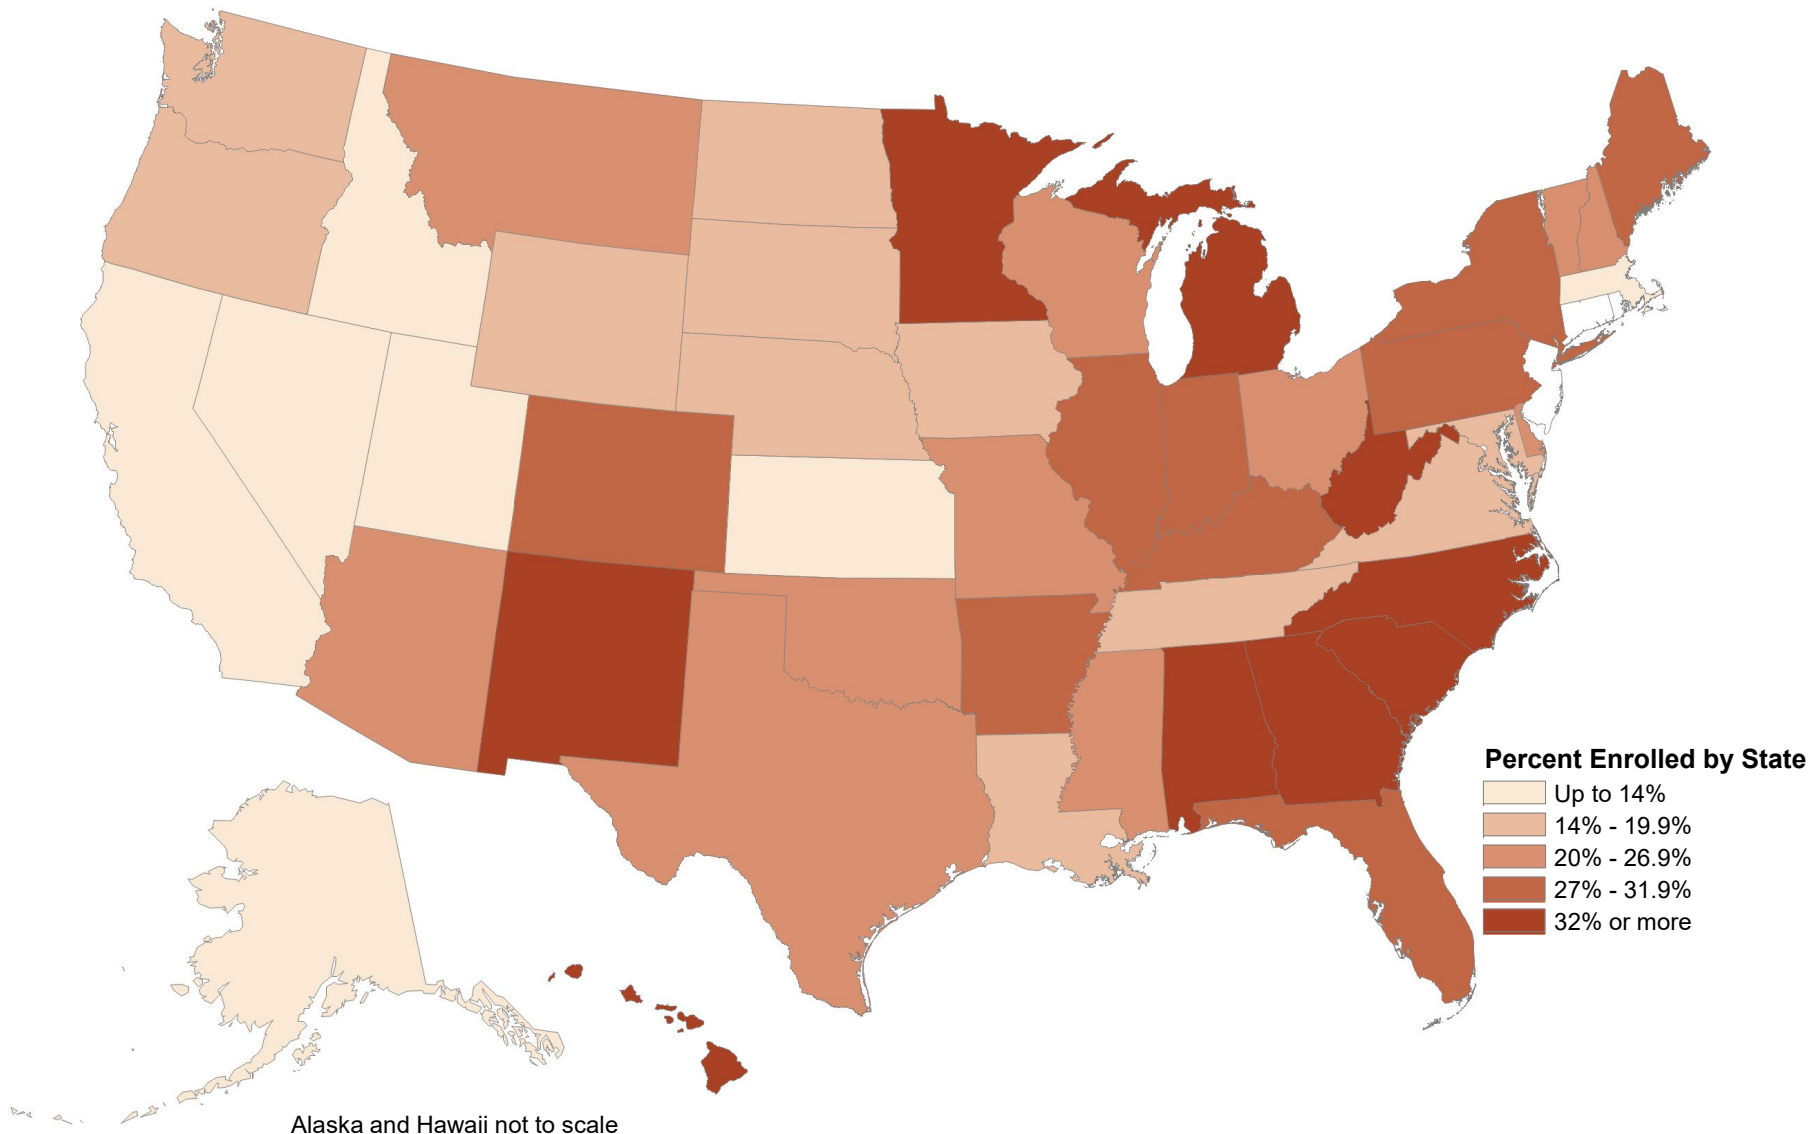 Percent Enrolled by State
Up to 14%
14% - 19.9%
20% - 26.9%
27% - 31.9%
32% or more
Alaska and Hawaii not to scale